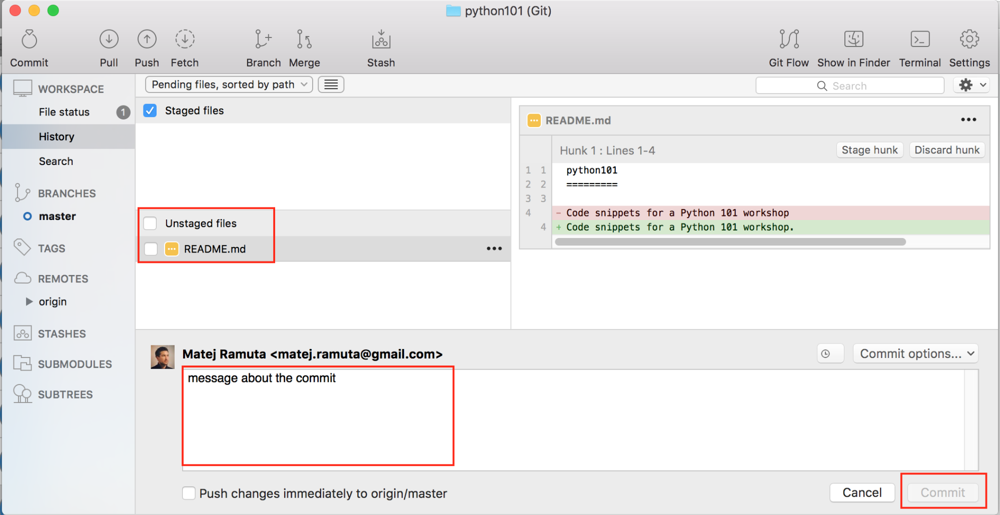 python101 (Git)
Commit Pull Push Fetch Branch Merge Stash Git Flow Show in Finder Terminal Settings
WORKSPACE
File status 1
History
Search
BRANCHES
master
TAGS
REMOTES
origin
STASHES
SUBMODULES
SUBTREES
Pending files, sorted by path
Search
Staged files
Unstaged files
README.md
README.md
Hunk 1 : Lines 1-4 Stage hunk Discard hunk
1 1 python101
2 2 =========
3 3
4 - Code snippets for a Python 101 workshop
4 + Code snippets for a Python 101 workshop.
Matej Ramuta <matej.ramuta@gmail.com> Commit options...
message about the commit
Push changes immediately to origin/master
Cancel Commit